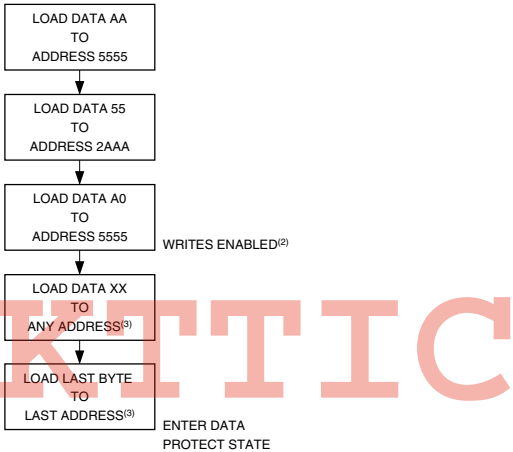 LOAD DATA AA
TO
ADDRESS 5555
LOAD DATA 55
TO
ADDRESS 2AAA
LOAD DATA A0
TO
ADDRESS 5555
WRITES ENABLED(2)
LOAD DATA XX
TO
ANY ADDRESS(3)
LOAD LAST BYTE
TO
LAST ADDRESS(3)
ENTER DATA
PROTECT STATE
KTTIC